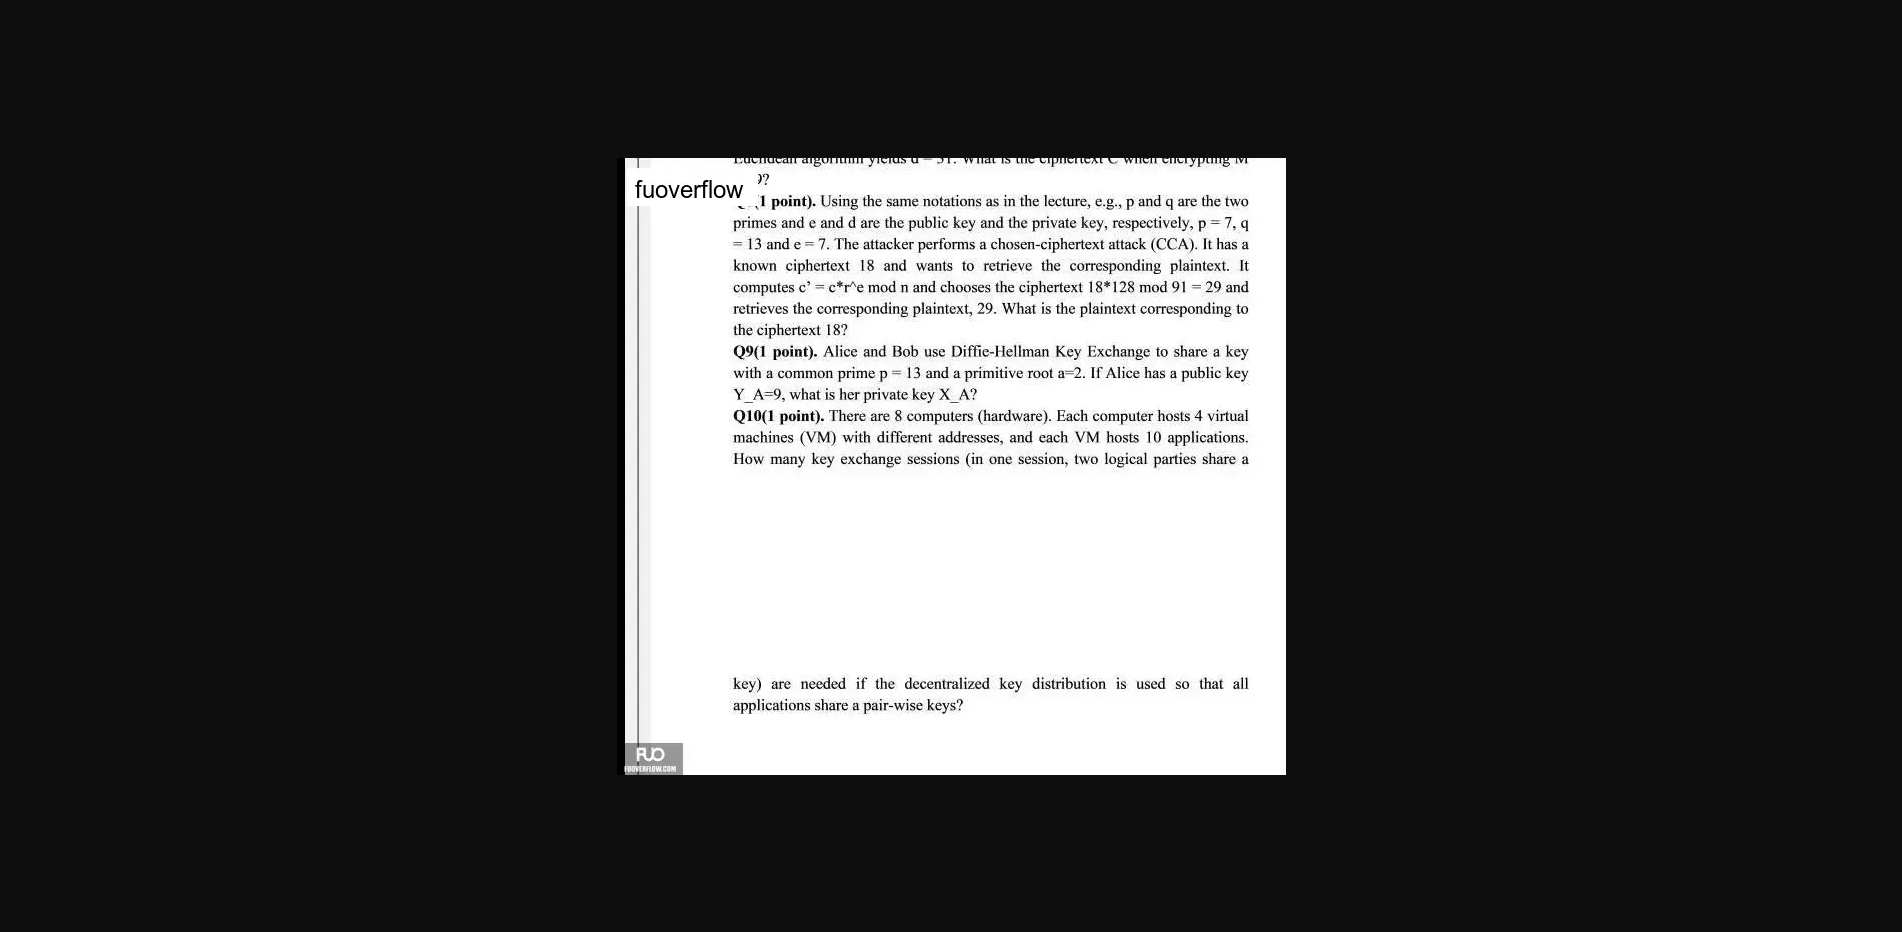 Euclidean algorithm yields d = 31. What is the ciphertext C when encrypting M
9?
fuoverflow
(1 point). Using the same notations as in the lecture, e.g., p and q are the two
primes and e and d are the public key and the private key, respectively, p = 7, q
= 13 and e = 7. The attacker performs a chosen-ciphertext attack (CCA). It has a
known ciphertext 18 and wants to retrieve the corresponding plaintext. It
computes c’ = c*r^e mod n and chooses the ciphertext 18*128 mod 91 = 29 and
retrieves the corresponding plaintext, 29. What is the plaintext corresponding to
the ciphertext 18?
Q9(1 point). Alice and Bob use Diffie-Hellman Key Exchange to share a key
with a common prime p = 13 and a primitive root a=2. If Alice has a public key
Y_A=9, what is her private key X_A?
Q10(1 point). There are 8 computers (hardware). Each computer hosts 4 virtual
machines (VM) with different addresses, and each VM hosts 10 applications.
How many key exchange sessions (in one session, two logical parties share a
key) are needed if the decentralized key distribution is used so that all
applications share a pair-wise keys?
FUO
FUOVERFLOW.COM